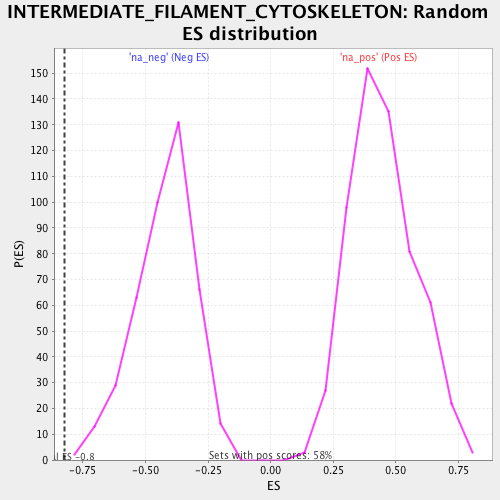 INTERMEDIATE_FILAMENT_CYTOSKELETON: Random
ES distribution
'na_neg' (Neg ES)
'na_pos' (Pos ES)
150
140
130
120
110
100
90
80
70
60
50
40
30
20
10
0
P(ES)
ES -0.8
Sets with pos scores: 58%
-0.75
-0.50
-0.25
0.00
0.25
0.50
0.75
ES